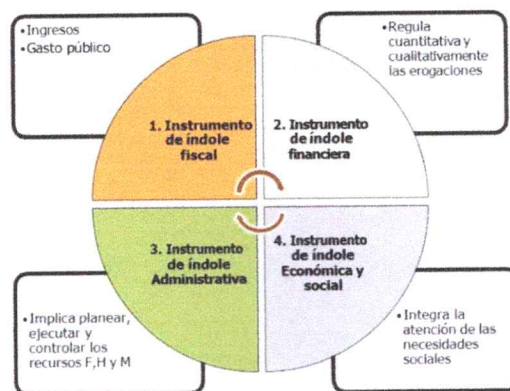 •Ingresos
•Gasto público
•Regula
cuantitativa y
cualitativamente
las erogaciones
1. Instrumento
de índole
fiscal
2. Instrumento
de índole
financiera
3. Instrumento
de índole
Administrativa
4. Instrumento
de índole
Económica y
social
•Implica planear,
ejecutar y
controlar los
recursos F,H y M
•Integra la
atención de las
necesidades
sociales